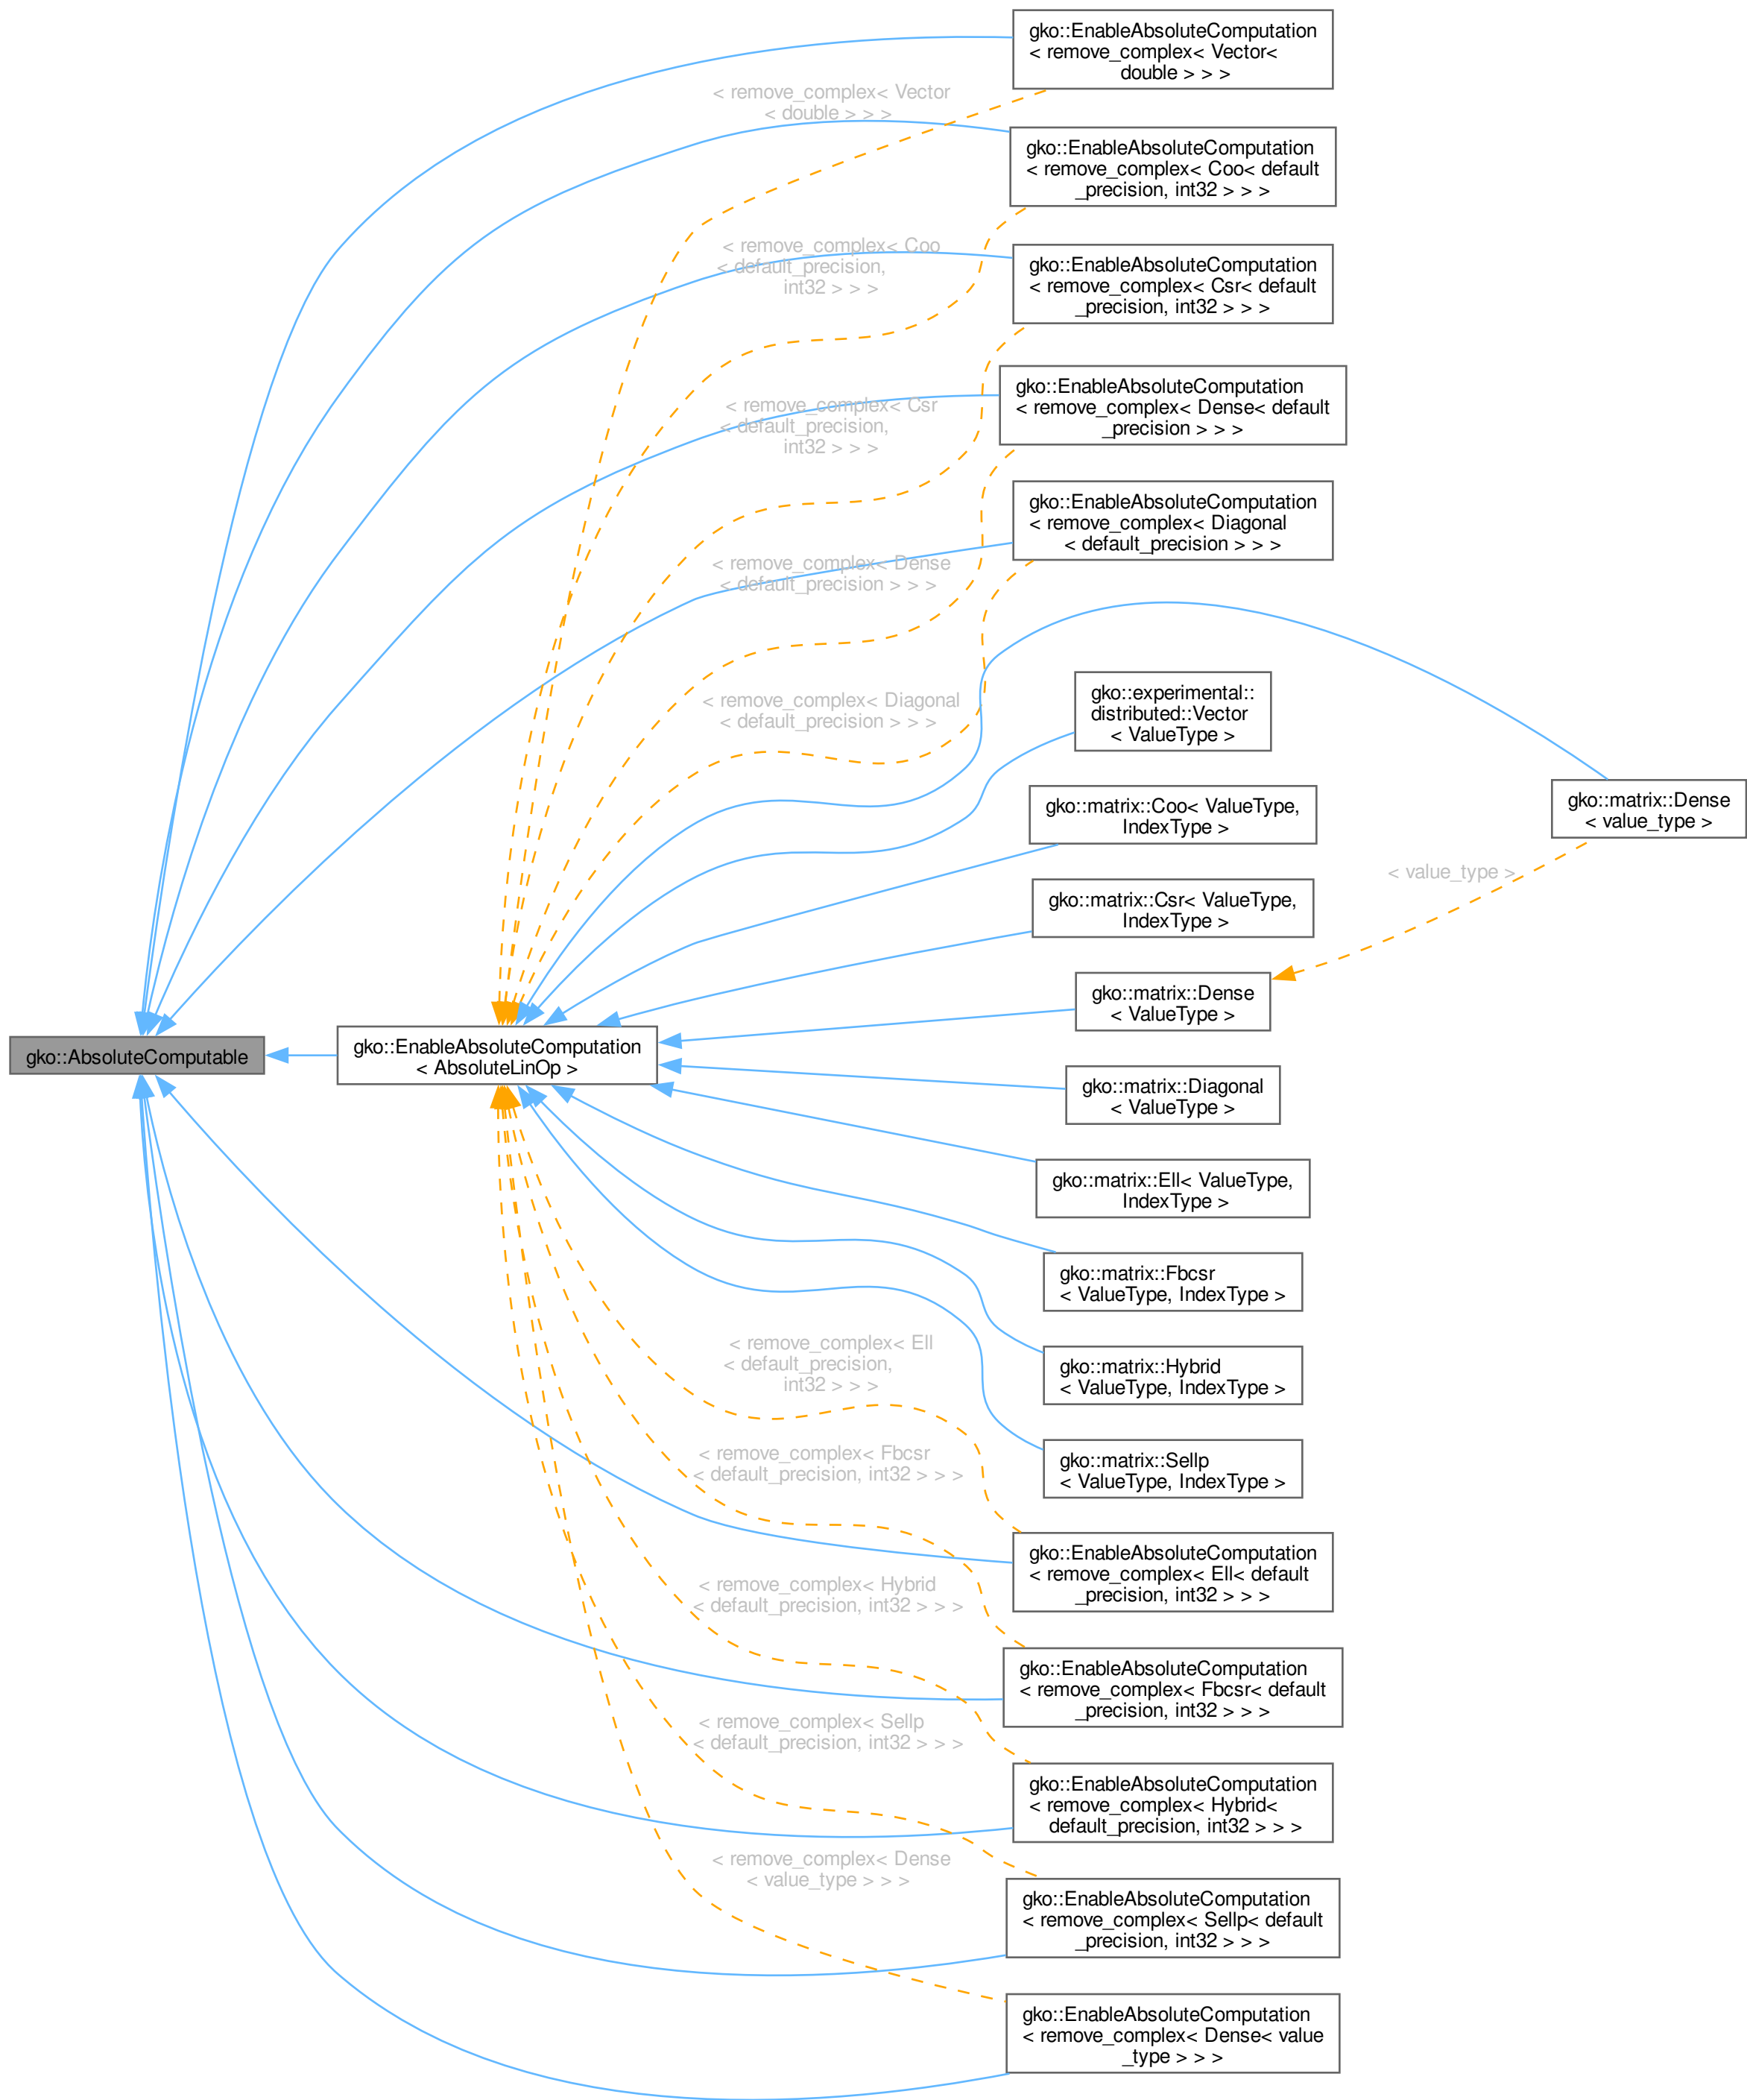 gko::EnableAbsoluteComputation
< remove_complex< Vector<
double > > >
< remove_complex< Vector
< double > > >
gko::EnableAbsoluteComputation
< remove_complex< Coo< default
_precision, int32 > > >
< remove_complex< Coo
< default_precision,
int32 > > >
gko::EnableAbsoluteComputation
< remove_complex< Csr< default
_precision, int32 > > >
gko::EnableAbsoluteComputation
< remove_complex< Dense< default
_precision > > >
< remove_complex< Csr
< default_precision,
int32 > > >
gko::EnableAbsoluteComputation
< remove_complex< Diagonal
< default_precision > > >
< remove_complex< Dense
< default_precision > > >
< remove_complex< Diagonal
< default_precision > > >
gko::experimental::
distributed::Vector
< ValueType >
gko::matrix::Coo< ValueType,
IndexType >
gko::matrix::Dense
< value_type >
< value_type >
gko::matrix::Csr< ValueType,
IndexType >
gko::matrix::Dense
< ValueType >
gko::AbsoluteComputable
gko::EnableAbsoluteComputation
< AbsoluteLinOp >
gko::matrix::Diagonal
< ValueType >
gko::matrix::Ell< ValueType,
IndexType >
gko::matrix::Fbcsr
< ValueType, IndexType >
gko::matrix::Hybrid
< ValueType, IndexType >
< remove_complex< Ell
< default_precision,
int32 > > >
gko::matrix::Sellp
< ValueType, IndexType >
< remove_complex< Fbcsr
< default_precision, int32 > > >
gko::EnableAbsoluteComputation
< remove_complex< Ell< default
_precision, int32 > > >
< remove_complex< Hybrid
< default_precision, int32 > > >
gko::EnableAbsoluteComputation
< remove_complex< Fbcsr< default
_precision, int32 > > >
< remove_complex< Sellp
< default_precision, int32 > > >
gko::EnableAbsoluteComputation
< remove_complex< Hybrid<
default_precision, int32 > > >
< remove_complex< Dense
< value_type > > >
gko::EnableAbsoluteComputation
< remove_complex< Sellp< default
_precision, int32 > > >
gko::EnableAbsoluteComputation
< remove_complex< Dense< value
_type > > >